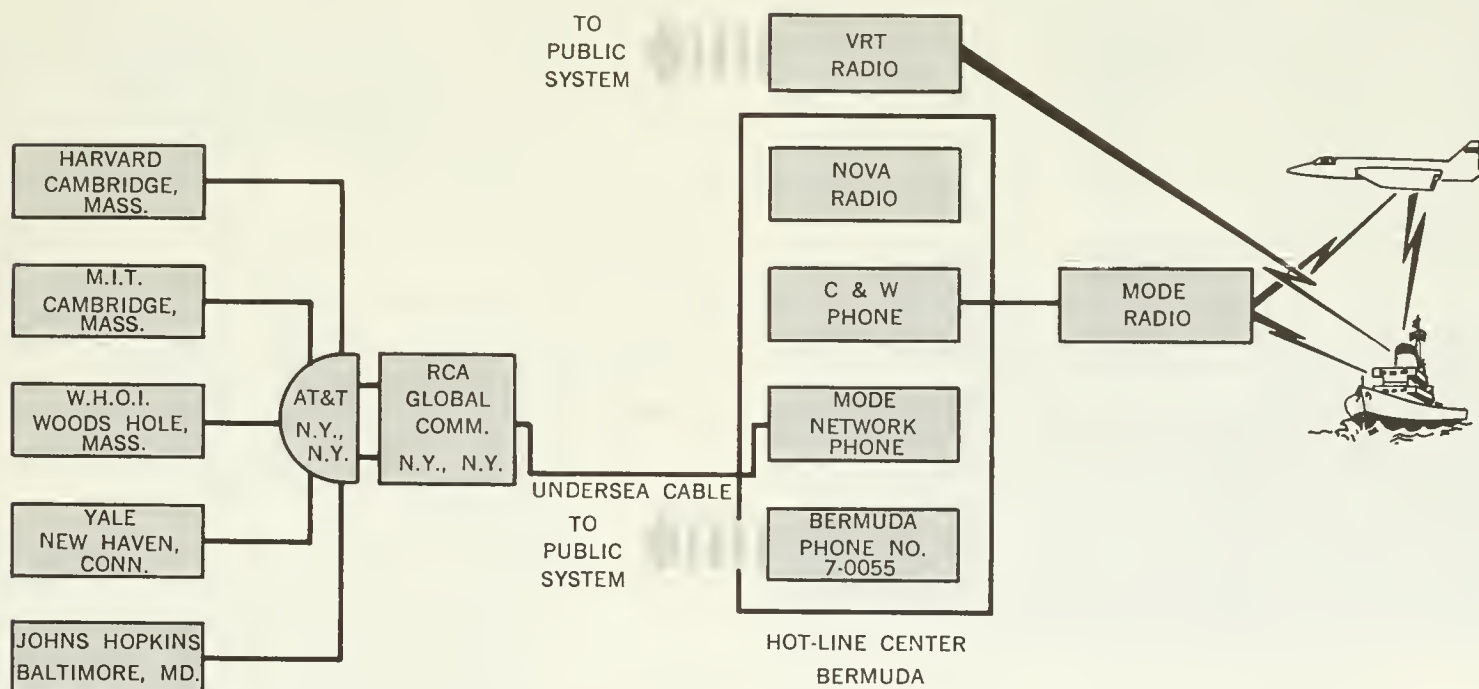 TO
PUBLIC
SYSTEM
VRT
RADIO
HARVARD
CAMBRIDGE,
MASS.
M.I.T.
CAMBRIDGE,
MASS.
W.H.O.I.
WOODS HOLE,
MASS.
YALE
NEW HAVEN,
CONN.
JOHNS HOPKINS
BALTIMORE, MD.
AT&T
N.Y.,
N.Y.
RCA
GLOBAL
COMM.
N.Y., N.Y.
UNDERSEA CABLE
TO
PUBLIC
SYSTEM
NOVA
RADIO
C & W
PHONE
MODE
NETWORK
PHONE
BERMUDA
PHONE NO.
7-0055
HOT-LINE CENTER
BERMUDA
MODE
RADIO